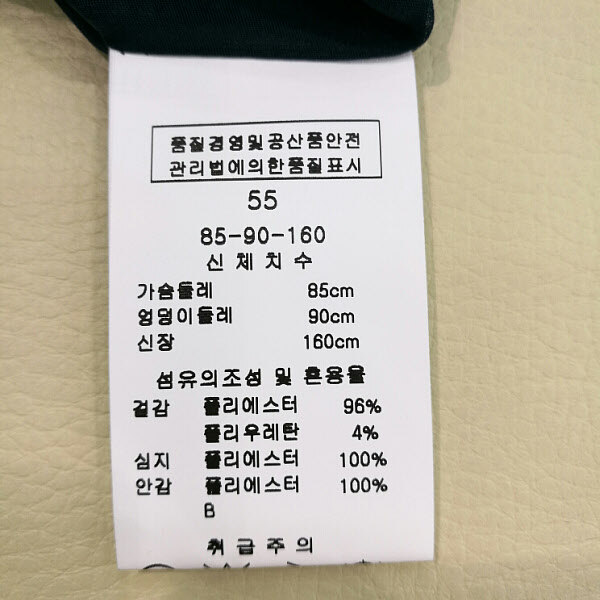 품질경영및공산품안전
관리법에의한품질표시
55
85-90-160
신체치수
가슴둘레 85cm
엉덩이둘레 90cm
신장 160cm
섬유의조성 및 혼용율
겉감 폴리에스터 96%
폴리우레탄 4%
심지 폴리에스터 100%
안감 폴리에스터 100%
B
취급주의